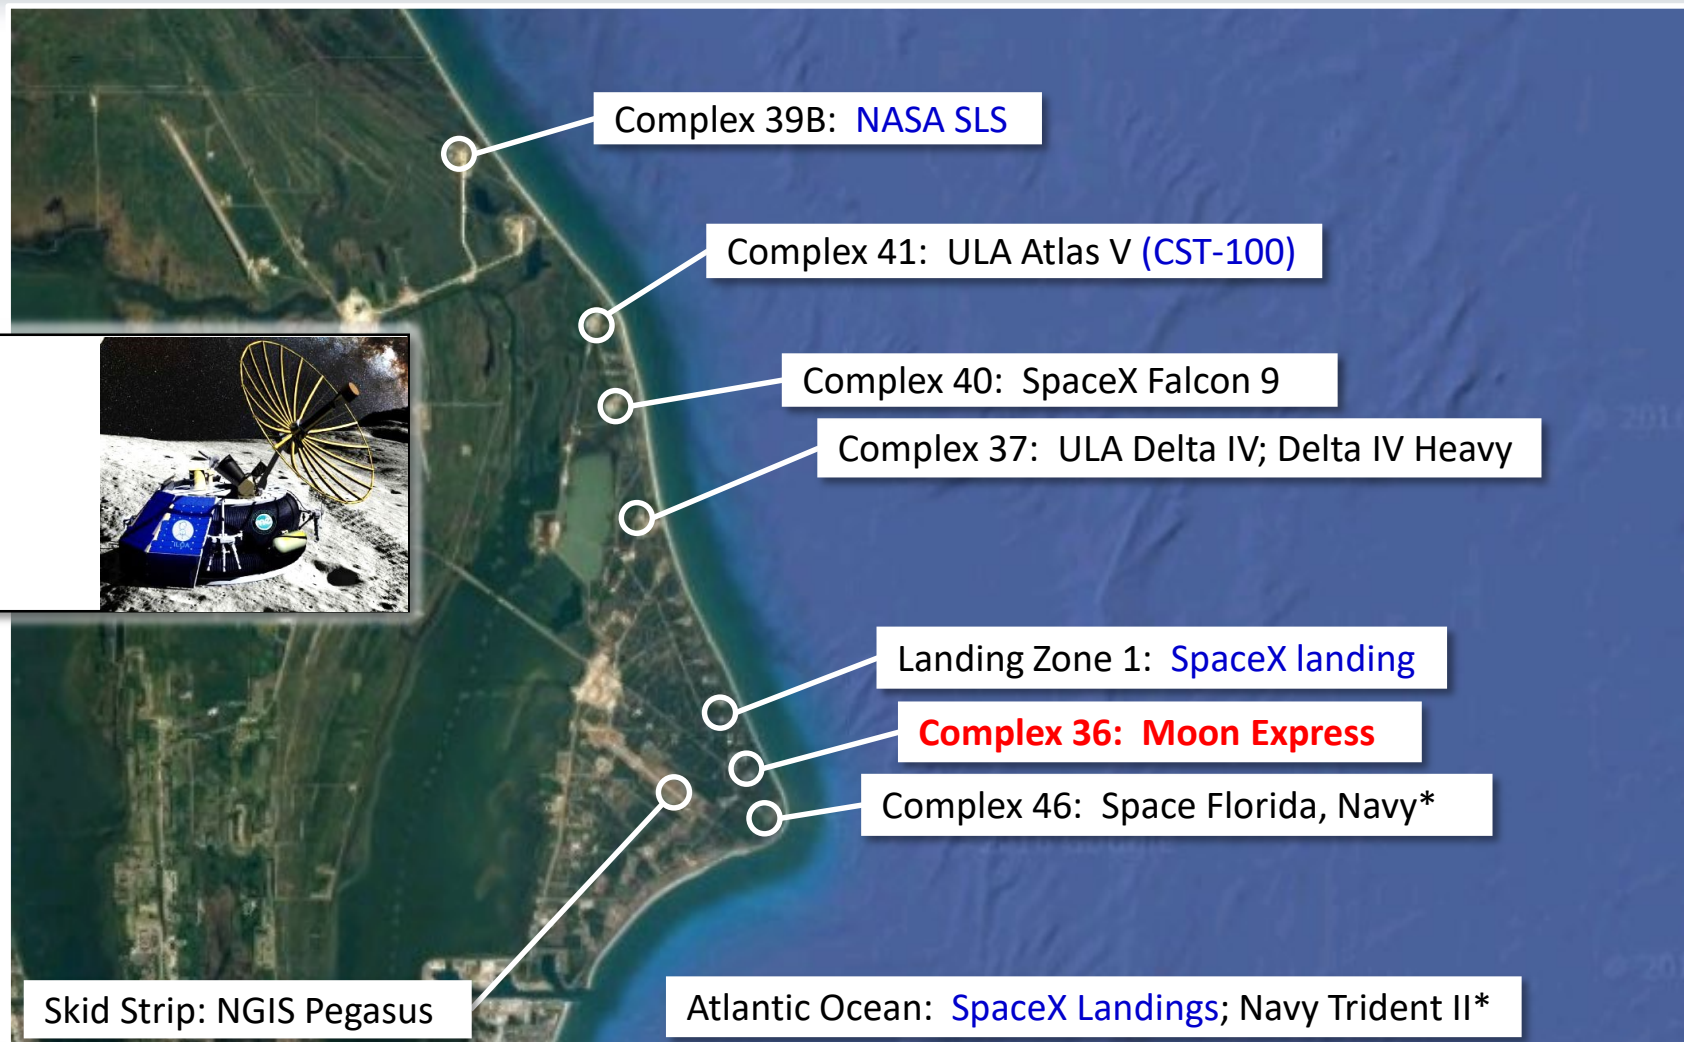 Complex 39B: NASA SLS
Complex 41: ULA Atlas V (CST-100)
Complex 40: SpaceX Falcon 9
Complex 37: ULA Delta IV; Delta IV Heavy
Landing Zone 1: SpaceX landing
Complex 36: Moon Express
Complex 46: Space Florida, Navy*
Skid Strip: NGIS Pegasus
Atlantic Ocean: SpaceX Landings; Navy Trident II*